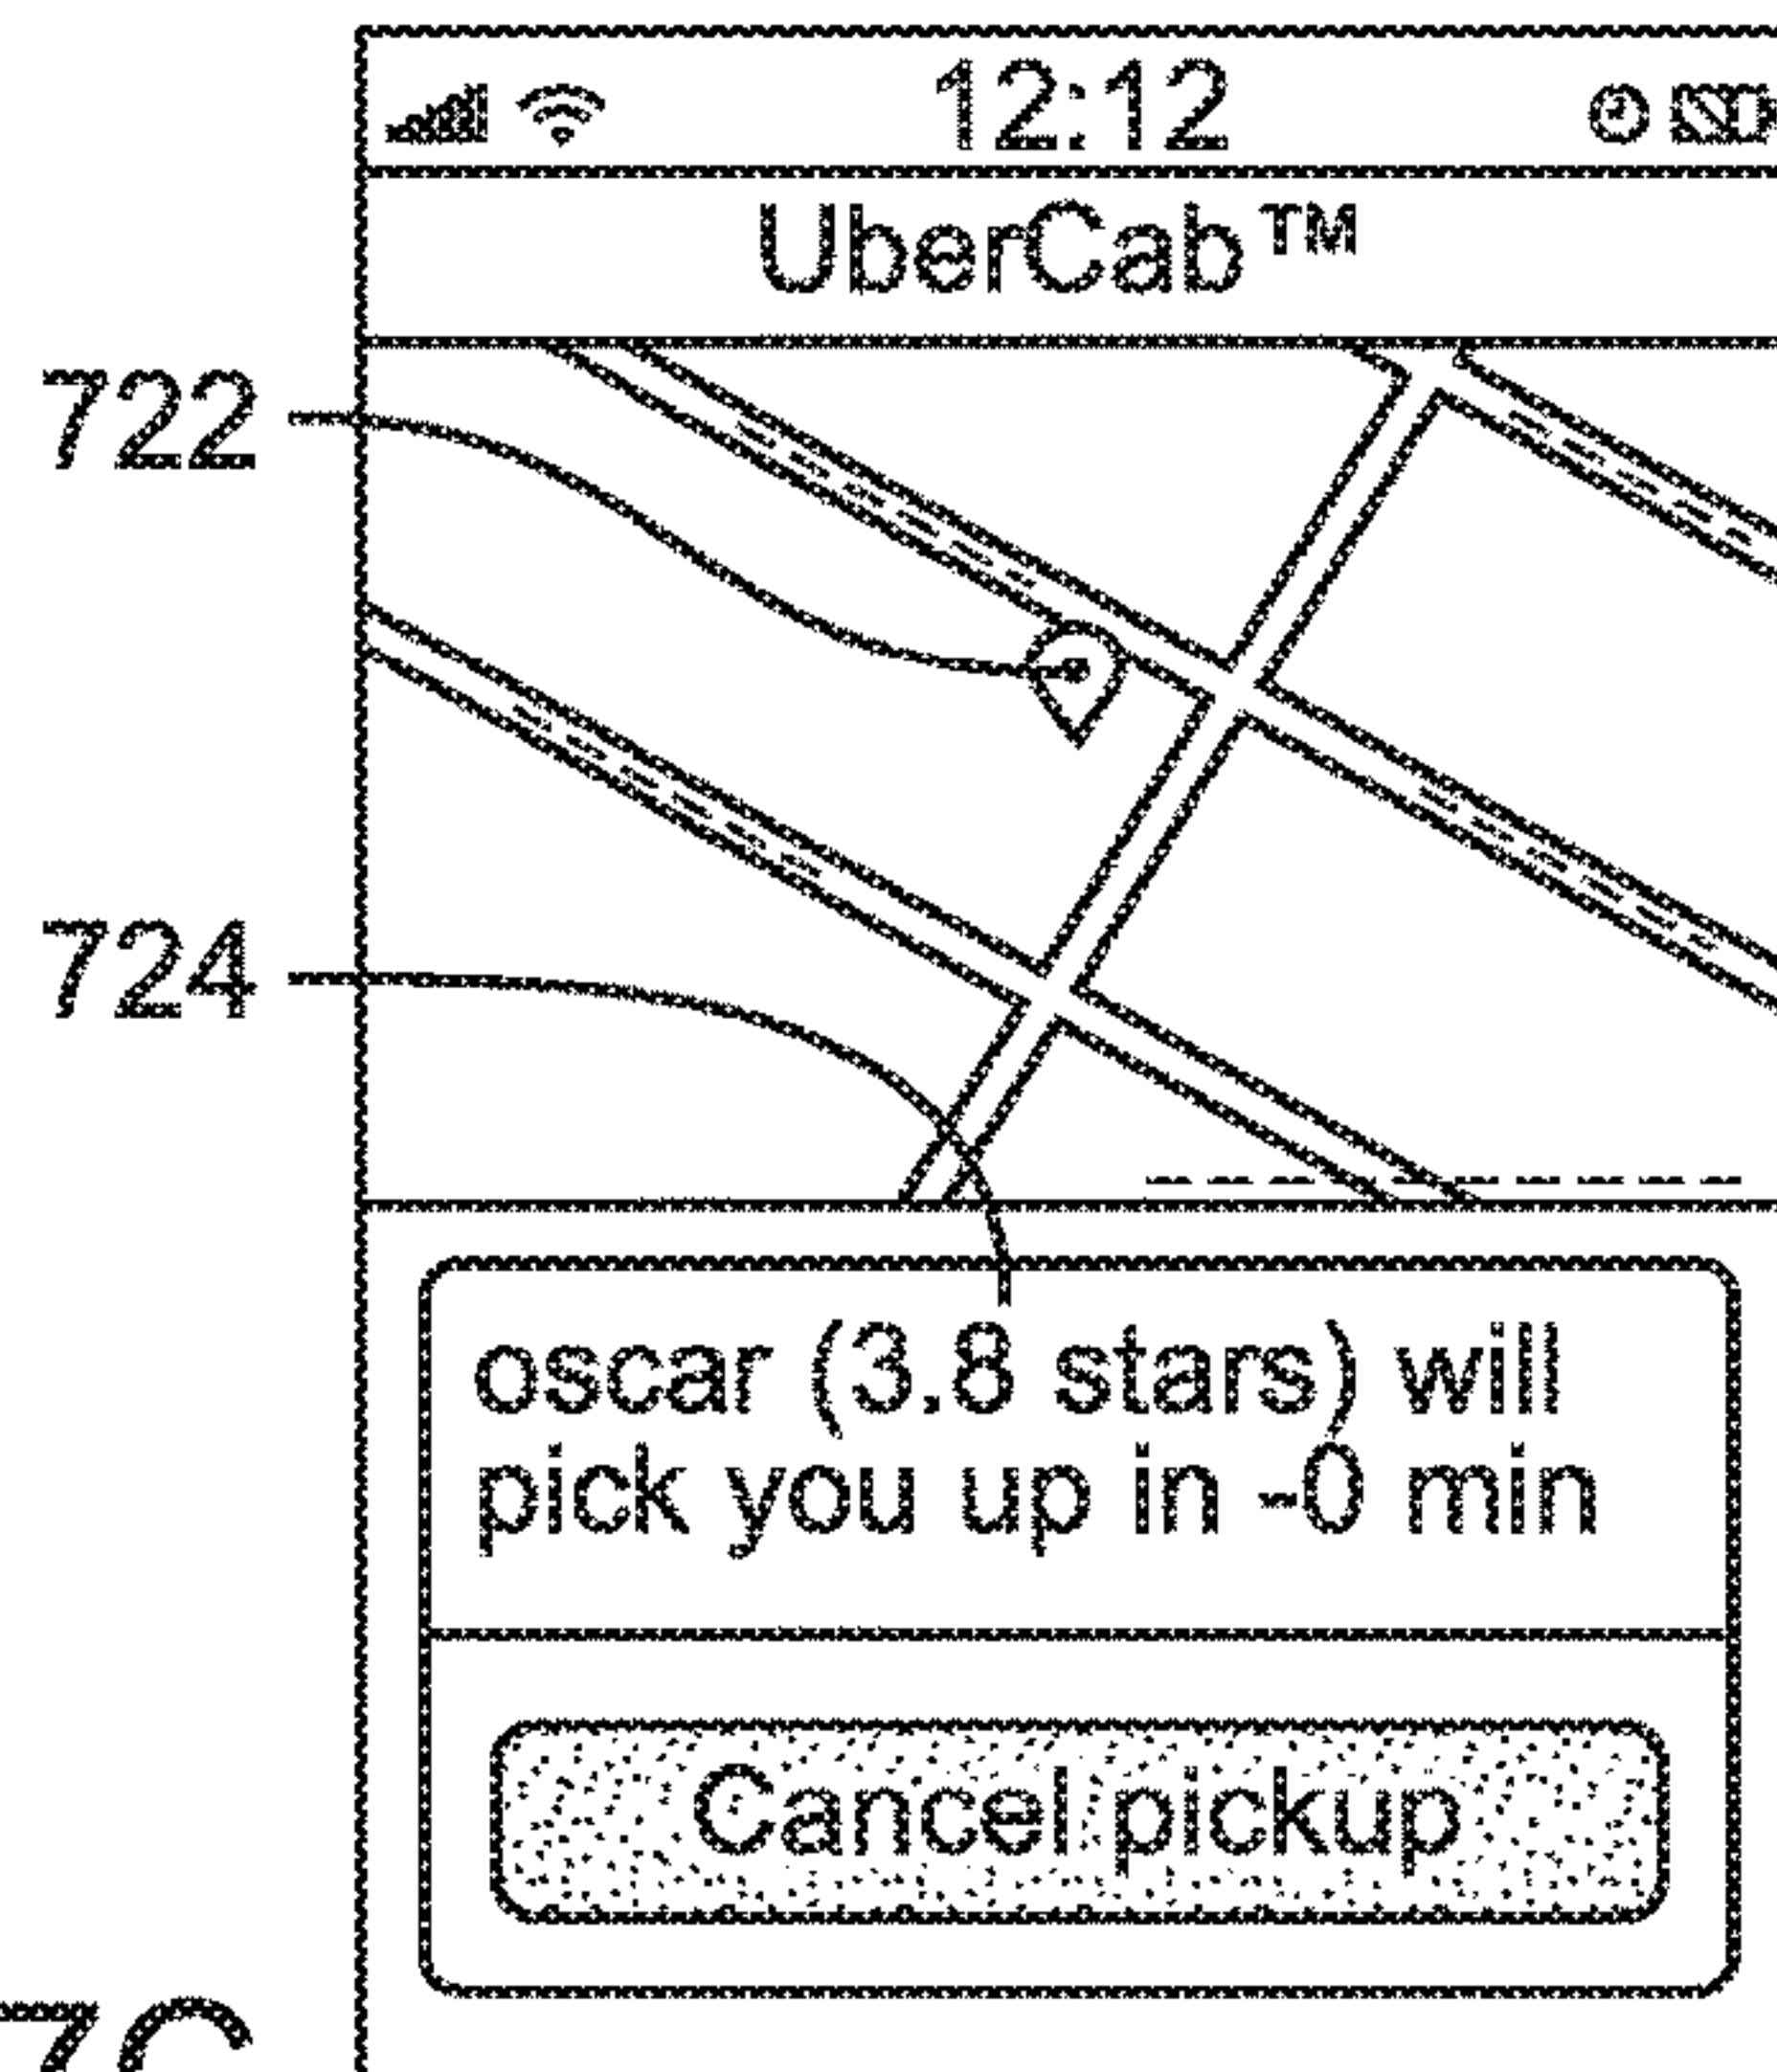 12:12
UberCab™
722
724
oscar (3.8 stars) will
pick you up in -0 min
Cancel pickup
7C